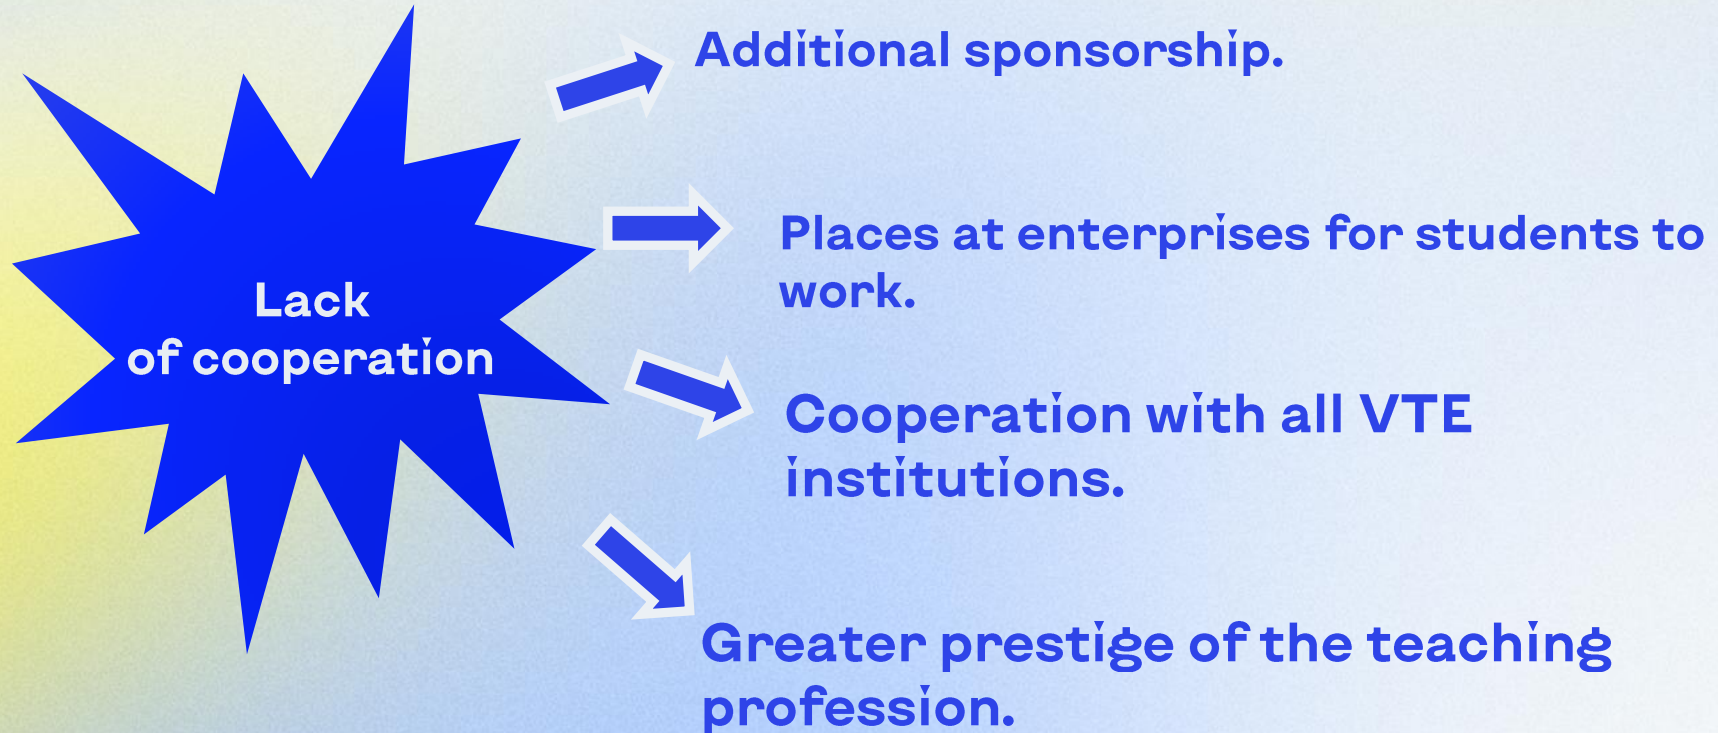 Additional sponsorship.
Places at enterprises for students to
work.
Lack
of cooperation
Cooperation with all VTE
institutions.
Greater prestige of the teaching
profession.